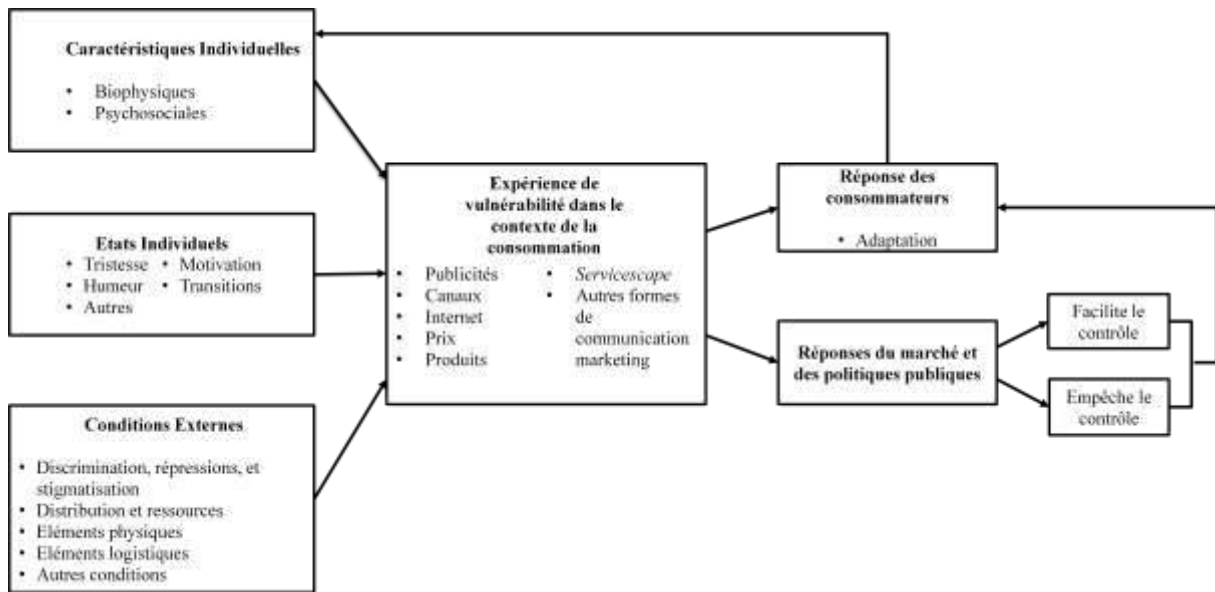 Caractéristiques Individuelles
• Biophysiques
• Psychosociales
Etats Individuels
• Tristesse • Motivation
• Humeur • Transitions
• Autres
Conditions Externes
• Discrimination, répressions, et
stigmatisation
• Distribution et ressources
• Eléments physiques
• Eléments logistiques
• Autres conditions
Expérience de
vulnérabilité dans le
contexte de la
consommation
• Publicités
• Canaux
• Internet
• Prix
• Produits
• Servicescape
• Autres formes
de
communication
marketing
Réponse des
consommateurs
• Adaptation
Réponses du marché et
des politiques publiques
Facilite le
contrôle
Empêche le
contrôle